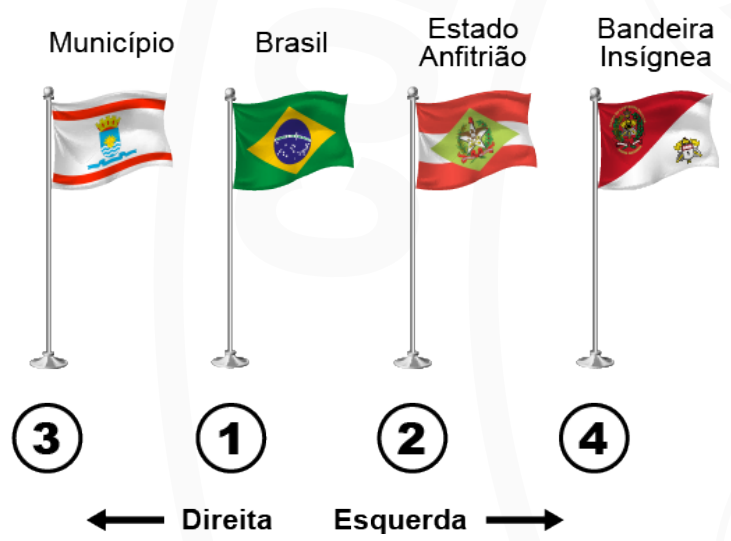 Município
Brasil
Estado
Anfitrião
Bandeira
Insígnea
3
1
2
4
Direita
Esquerda